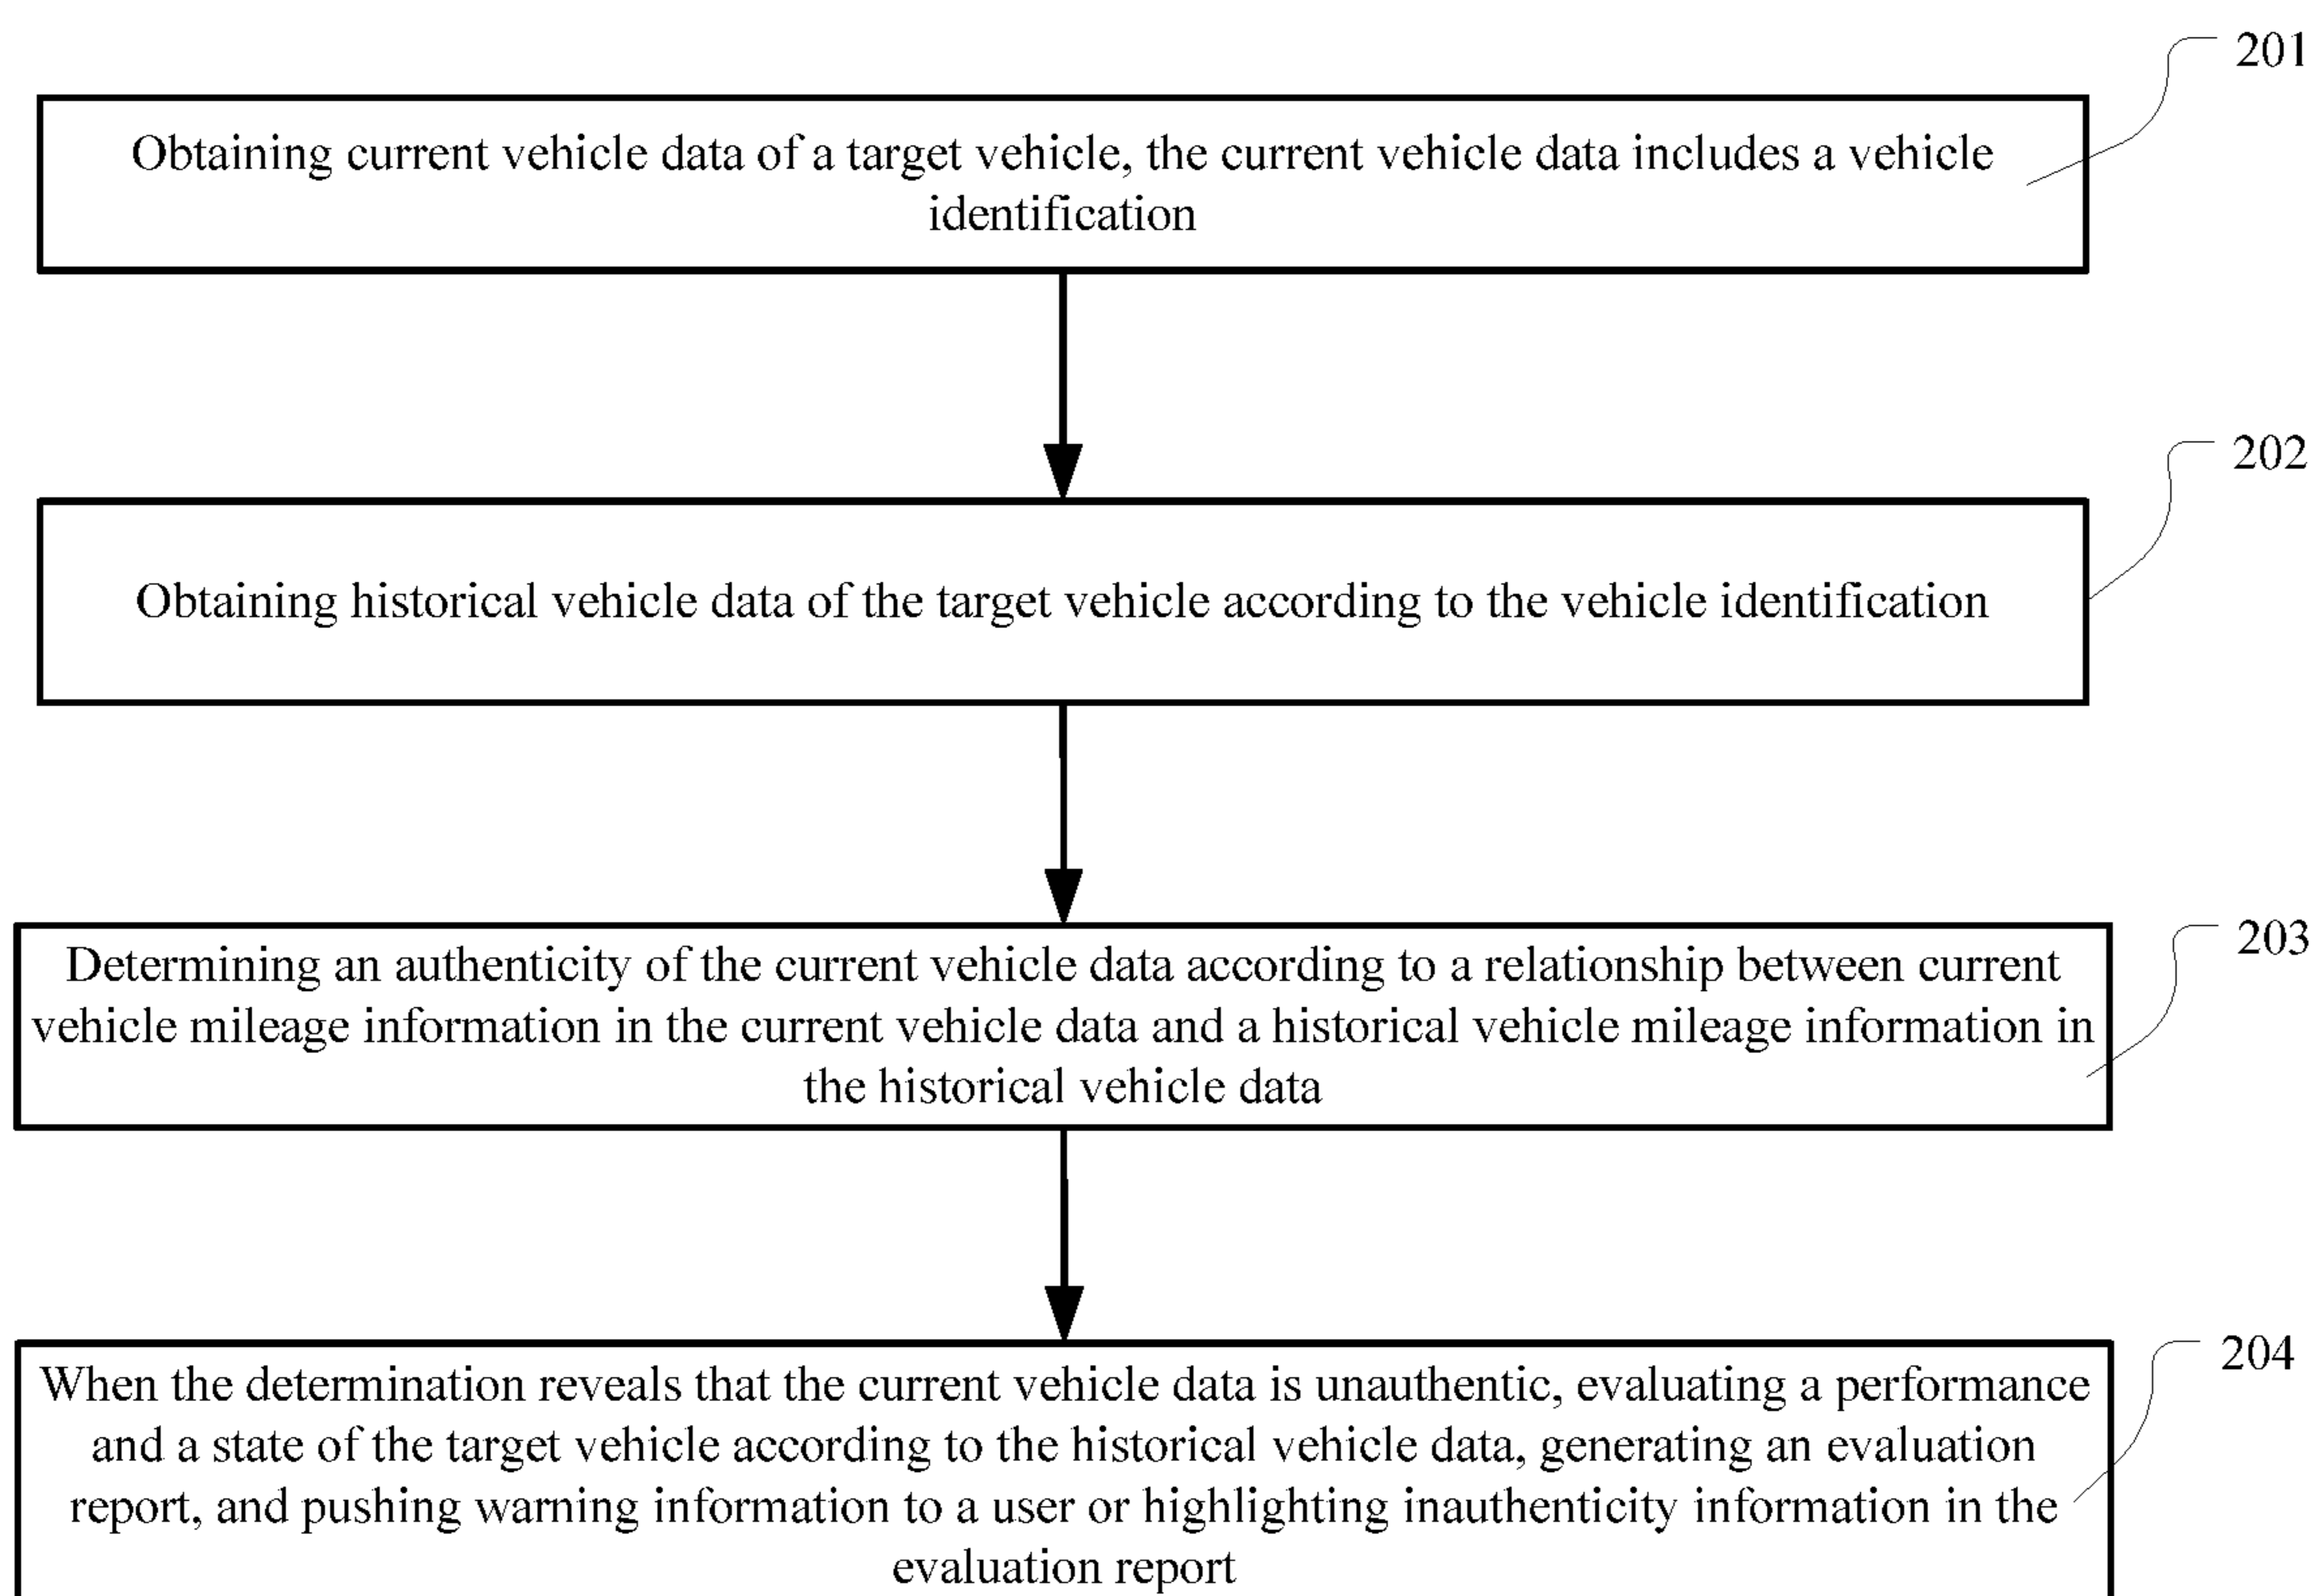 201
Obtaining current vehicle data of a target vehicle, the current vehicle data includes a vehicle
identification
202
Obtaining historical vehicle data of the target vehicle according to the vehicle identification
203
Determining an authenticity of the current vehicle data according to a relationship between current
vehicle mileage information in the current vehicle data and a historical vehicle mileage information in
the historical vehicle data
204
When the determination reveals that the current vehicle data is unauthentic, evaluating a performance
and a state of the target vehicle according to the historical vehicle data, generating an evaluation
report, and pushing warning information to a user or highlighting inauthenticity information in the
evaluation report